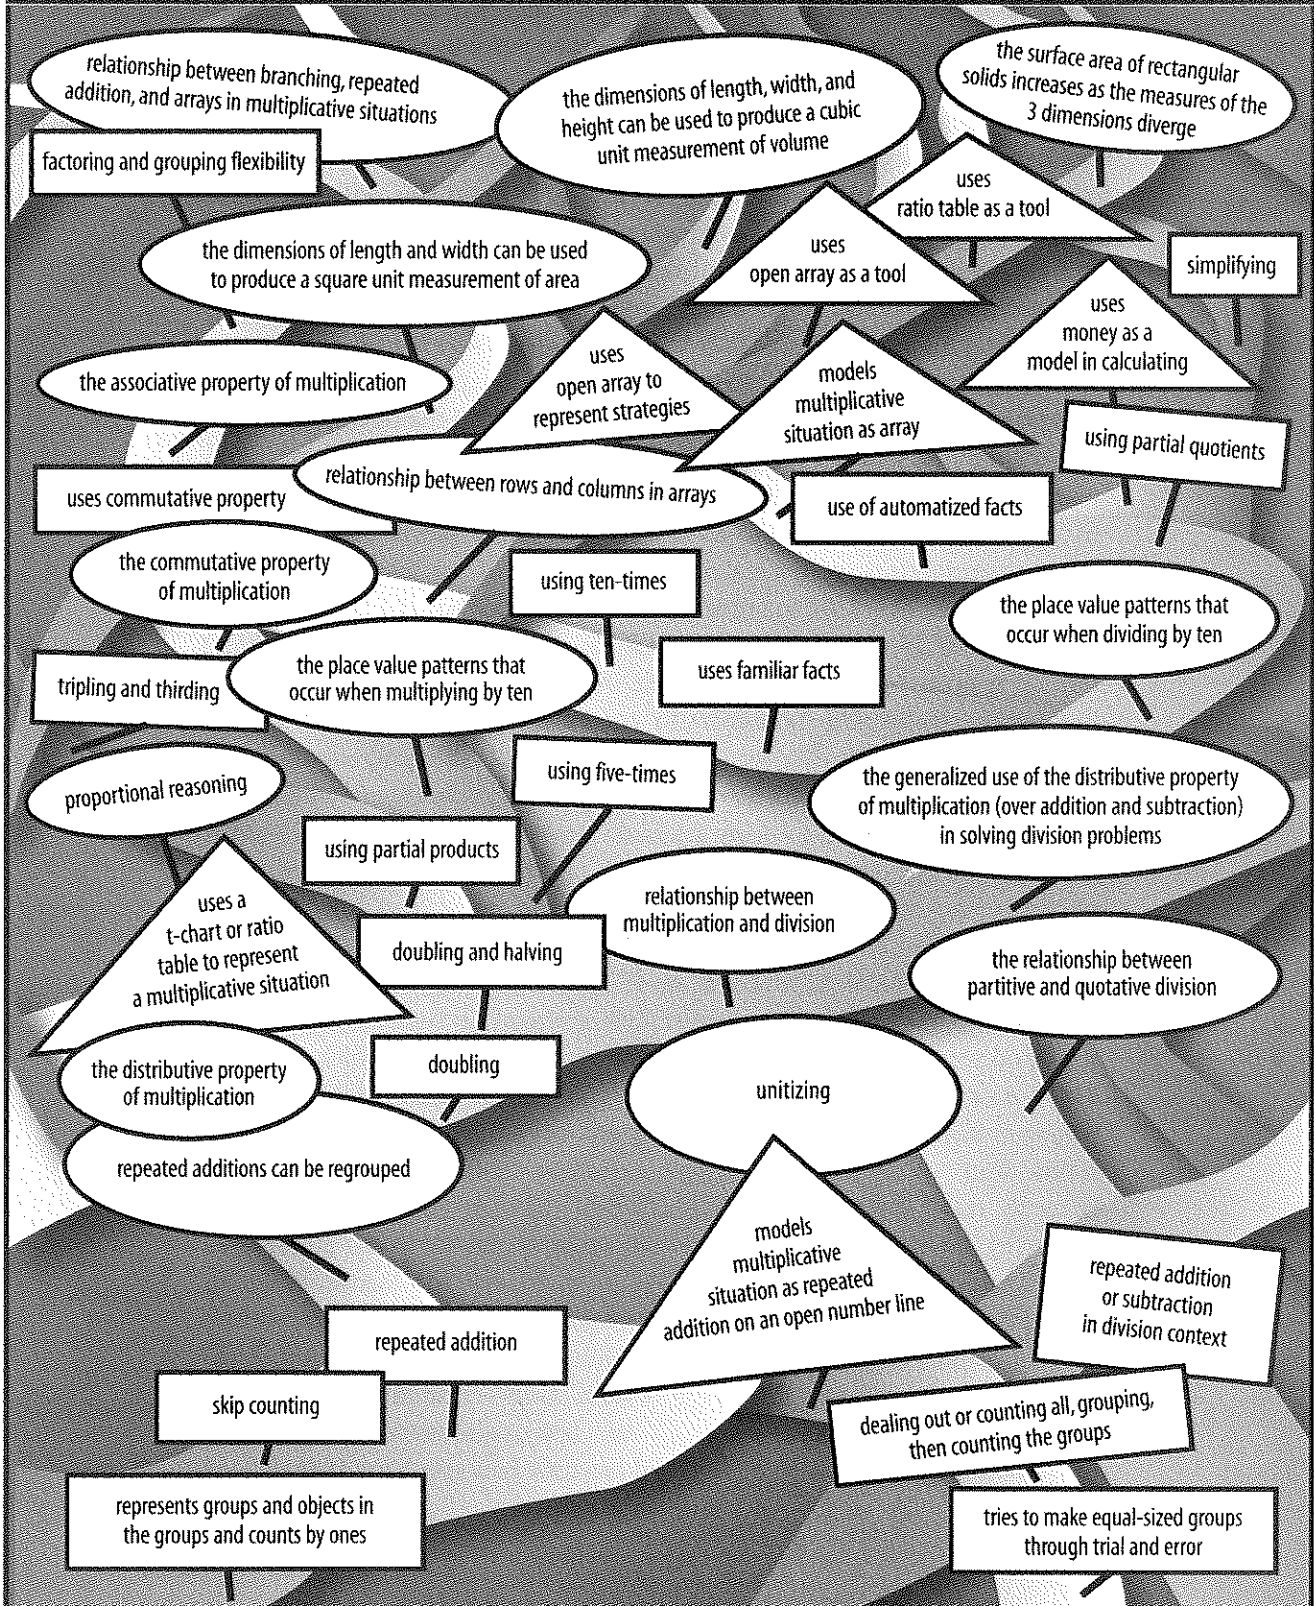 relationship between branching, repeated
addition, and arrays in multiplicative situations
the dimensions of length, width, and
height can be used to produce a cubic
unit measurement of volume
the surface area of rectangular
solids increases as the measures of the
3 dimensions diverge
factoring and grouping flexibility
uses
ratio table as a tool
the dimensions of length and width can be used
to produce a square unit measurement of area
uses
open array as a tool
simplifying
uses
money as a
model in calculating
the associative property of multiplication
uses
open array to
represent strategies
models
multiplicative
situation as array
using partial quotients
uses commutative property
relationship between rows and columns in arrays
use of automatized facts
the commutative property
of multiplication
using ten-times
the place value patterns that
occur when dividing by ten
tripling and thirding
the place value patterns that
occur when multiplying by ten
uses familiar facts
proportional reasoning
using five-times
the generalized use of the distributive property
of multiplication (over addition and subtraction)
in solving division problems
using partial products
uses a
t-chart or ratio
table to represent
a multiplicative situation
relationship between
multiplication and division
doubling and halving
the relationship between
partitive and quotative division
the distributive property
of multiplication
doubling
unitizing
repeated additions can be regrouped
models
multiplicative
situation as repeated
addition on an open number line
repeated addition
or subtraction
in division context
repeated addition
skip counting
dealing out or counting all, grouping,
then counting the groups
represents groups and objects in
the groups and counts by ones
tries to make equal-sized groups
through trial and error